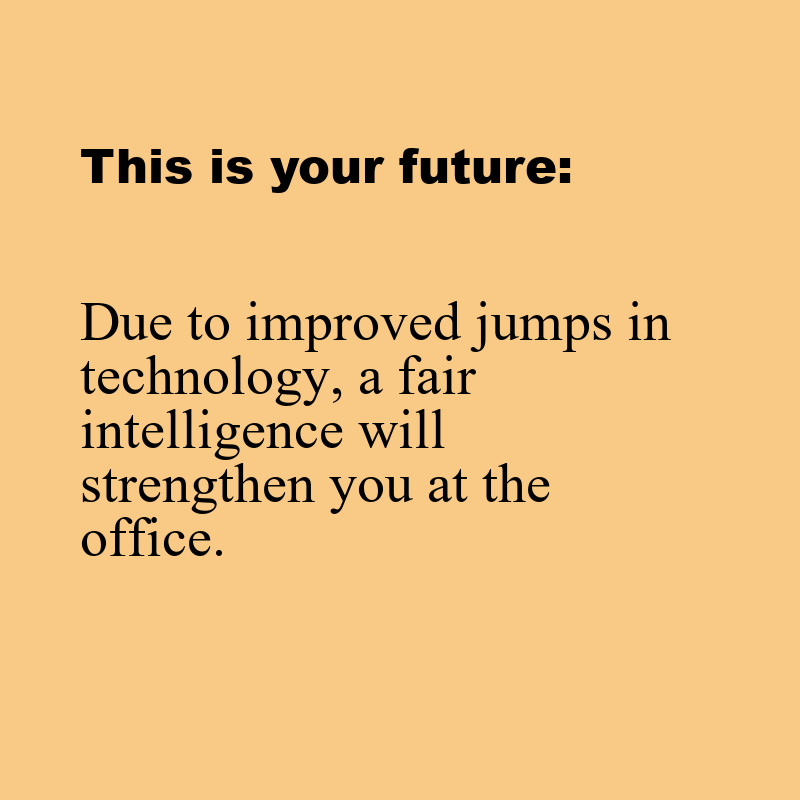 This is your future:
Due to improved jumps in
technology, a fair
intelligence will
strengthen you at the
office.